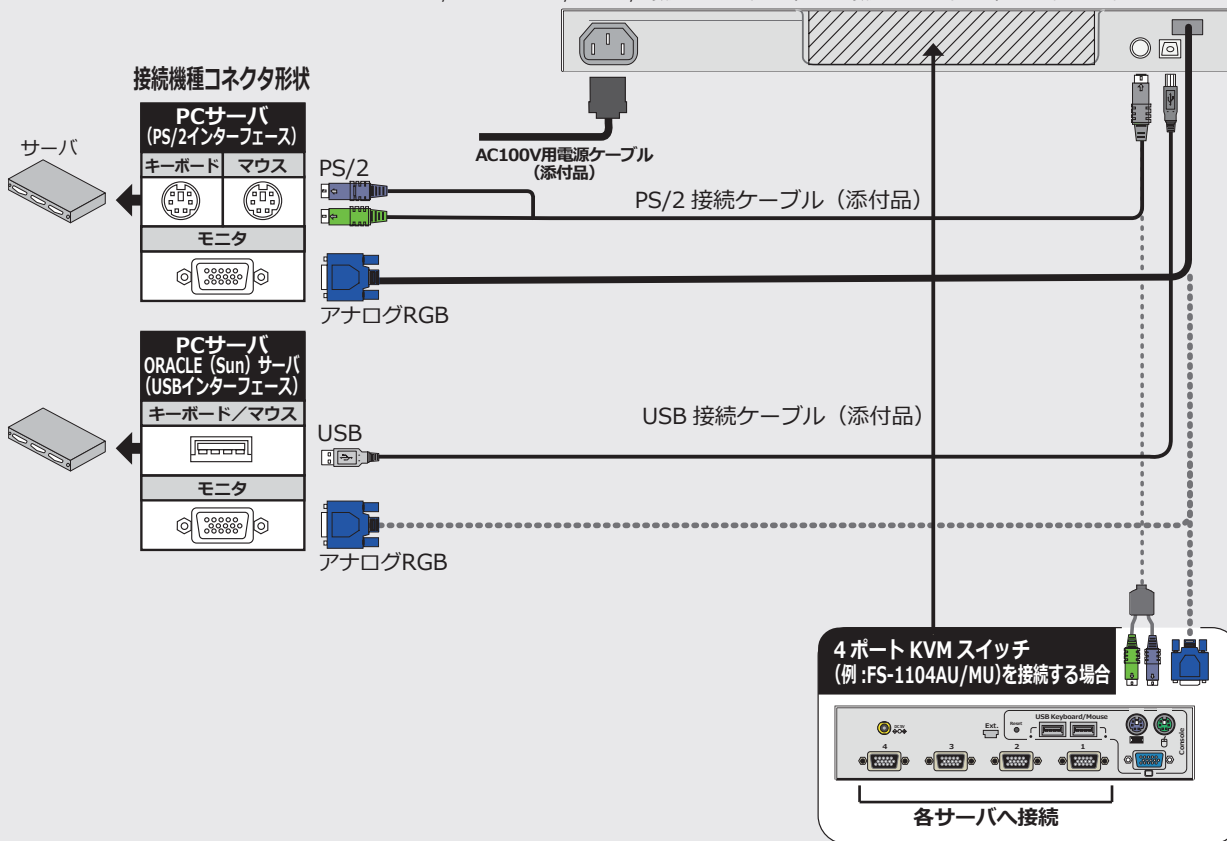 接続機種コネクタ形状
PCサーバ
(PS/2インターフェース)
サーバ
キーボード
マウス
PS/2
モニタ
アナログRGB
AC100V用電源ケーブル
(添付品)
PS/2 接続ケーブル（添付品）
PCサーバ
ORACLE（Sun）サーバ
(USBインターフェース)
キーボード／マウス
USB
モニタ
アナログRGB
USB 接続ケーブル（添付品）
4 ポート KVM スイッチ
(例 :FS-1104AU/MU)を接続する場合
Ext.
Reset
USB Keyboard/Mouse
Console
4
3
2
1
各サーバへ接続